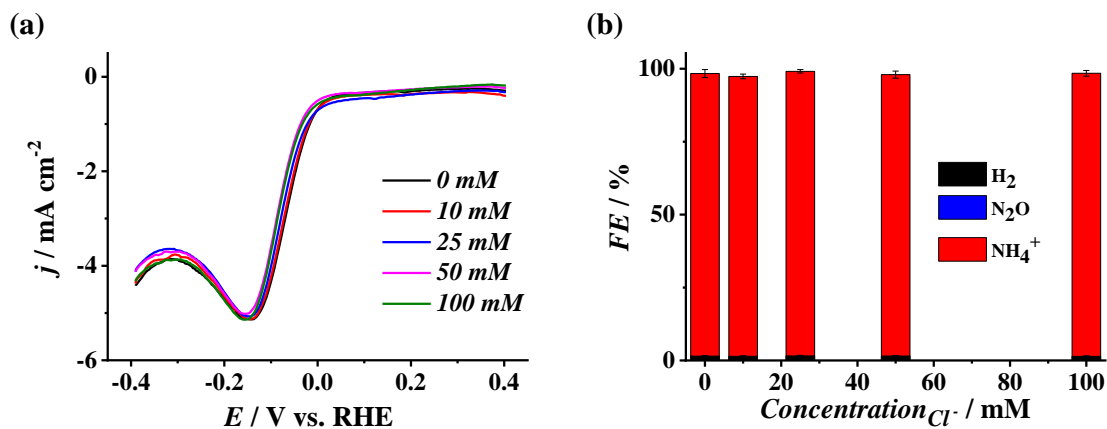 (a)
0
-2
-4
-6
j / mA cm⁻²
0 mM
10 mM
25 mM
50 mM
100 mM
-0.4
-0.2
0.0
0.2
0.4
E / V vs. RHE
(b)
100
50
0
FE / %
H₂
N₂O
NH₄⁺
0
20
40
60
80
100
Concentration_Cl⁻ / mM